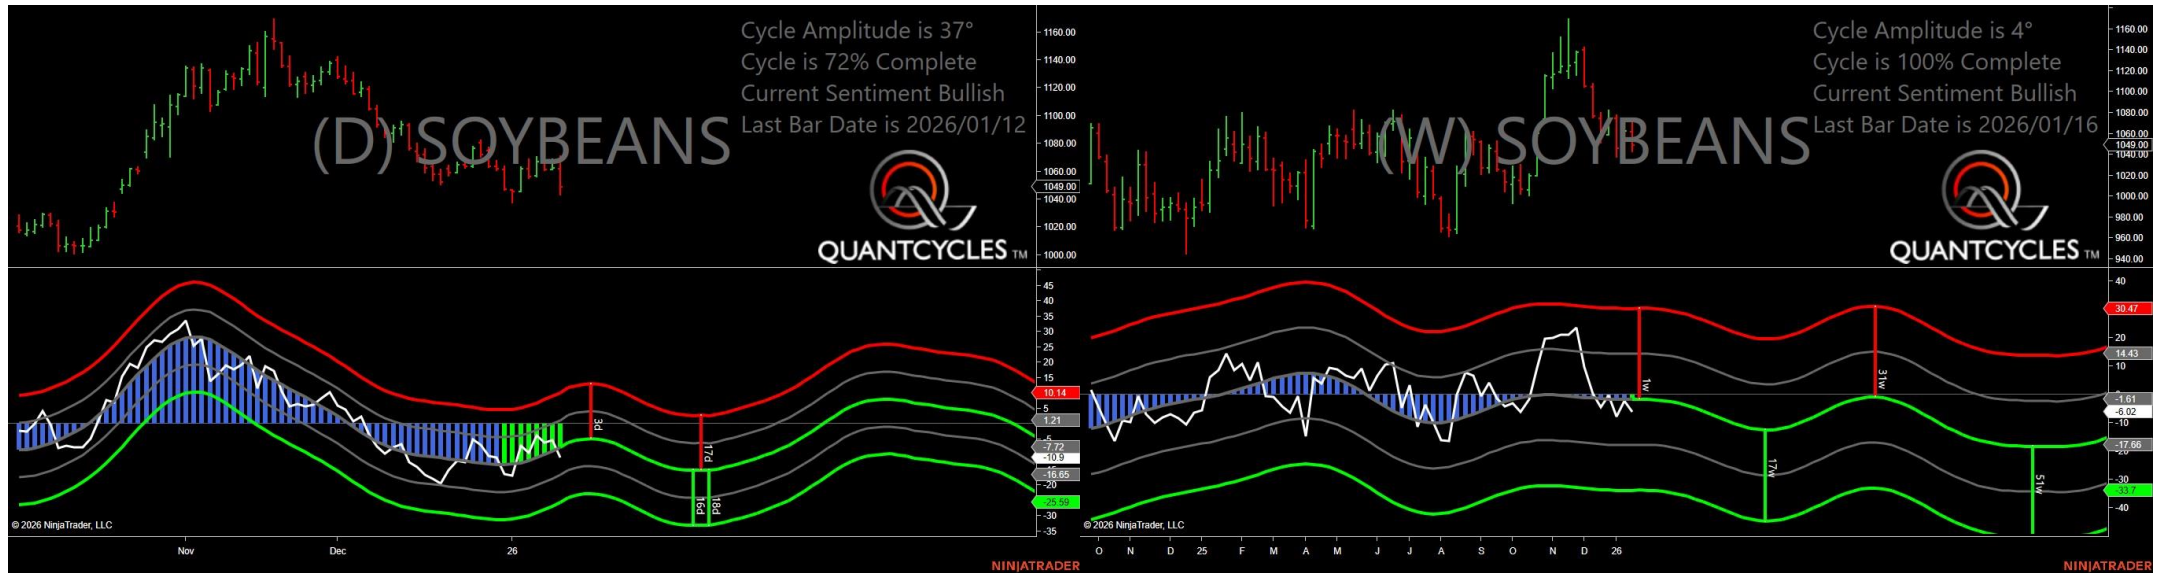 Cycle Amplitude is 37°
Cycle is 72% Complete
Current Sentiment Bullish
Last Bar Date is 2026/01/12
(D) SOYBEANS
QUANTCYCLES TM
1160.00
1140.00
1120.00
1100.00
1080.00
1060.00
1049.00
1040.00
1020.00
1000.00
45
40
35
30
25
20
15
10.14
5
1.21
-5
-7.72
-10.9
-16.65
-20
-25.59
-30
-35
3d
17d
16d
18d
© 2026 NinjaTrader, LLC
Nov
Dec
26
NINJATRADER
Cycle Amplitude is 4°
Cycle is 100% Complete
Current Sentiment Bullish
Last Bar Date is 2026/01/16
(W) SOYBEANS
QUANTCYCLES TM
1160.00
1140.00
1120.00
1100.00
1080.00
1060.00
1049.00
1040.00
1020.00
1000.00
980.00
960.00
940.00
40
30.47
20
14.43
10
-1.61
-6.02
-10
-17.66
-30
-33.7
-40
1w
31w
17w
51w
© 2026 NinjaTrader, LLC
O N D 25 F M A M J J A S O N D 26
NINJATRADER